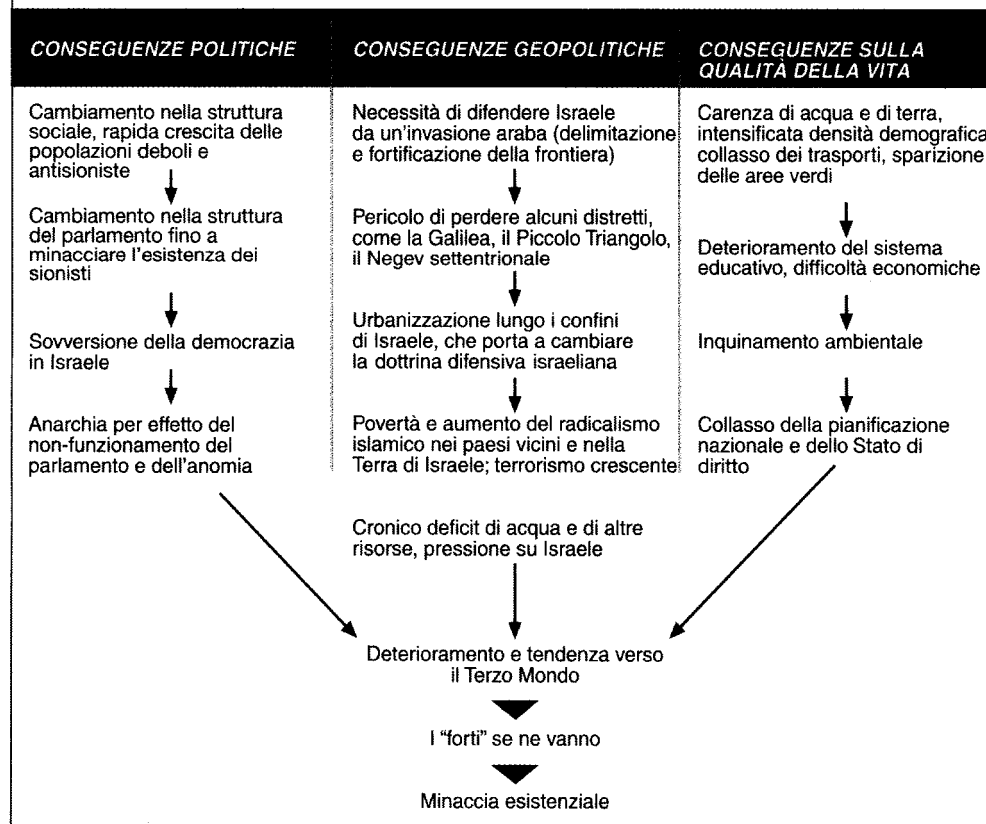 CONSEGUENZE POLITICHE
Cambiamento nella struttura
sociale, rapida crescita delle
popolazioni deboli e
antisioniste
Cambiamento nella struttura
del parlamento fino a
minacciare l'esistenza dei
sionisti
Sovversione della democrazia
in Israele
Anarchia per effetto del
non-funzionamento del
parlamento e dell'anomia
CONSEGUENZE GEOPOLITICHE
Necessità di difendere Israele
da un'invasione araba (delimitazione
e fortificazione della frontiera)
Pericolo di perdere alcuni distretti,
come la Galilea, il Piccolo Triangolo,
il Negev settentrionale
Urbanizzazione lungo i confini
di Israele, che porta a cambiare
la dottrina difensiva israeliana
Povertà e aumento del radicalismo
islamico nei paesi vicini e nella
Terra di Israele; terrorismo crescente
Cronico deficit di acqua e di altre
risorse, pressione su Israele
CONSEGUENZE SULLA
QUALITÀ DELLA VITA
Carenza di acqua e di terra,
intensificata densità demografica
collasso dei trasporti, sparizione
delle aree verdi
Deterioramento del sistema
educativo, difficoltà economiche
Inquinamento ambientale
Collasso della pianificazione
nazionale e dello Stato di
diritto
Deterioramento e tendenza verso
il Terzo Mondo
I "forti" se ne vanno
Minaccia esistenziale